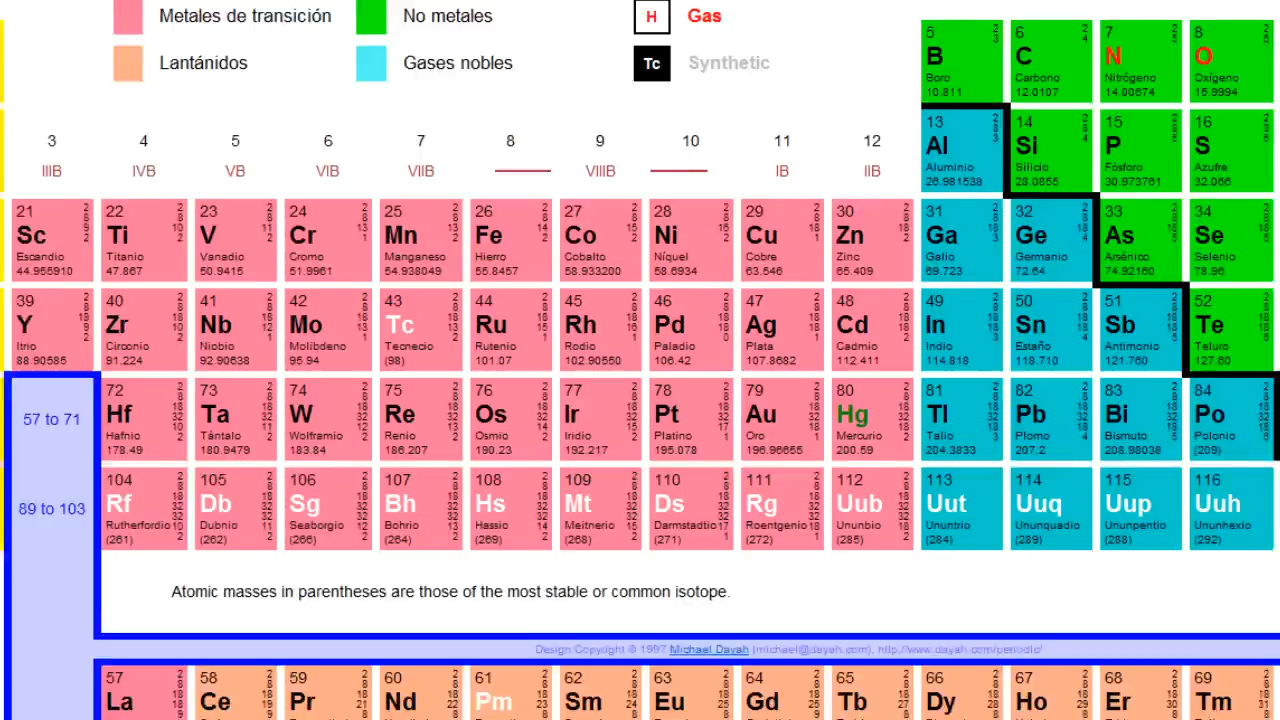 Metales de transición No metales H Gas
Lantánidos Gases nobles Tc Synthetic
5 6 7 8
B C N O
Boro Carbono Nitrógeno Oxígeno
10.811 12.0107 14.00674 15.9994
3 4 5 6 7 8 9 10 11 12
IIIB IVB VB VIB VIIB VIIIB IB IIB
13 14 15 16
Al Si P S
Aluminio Silicio Fósforo Azufre
26.981538 28.0855 30.973761 32.066
21 22 23 24 25 26 27 28 29 30 31 32 33 34
Sc Ti V Cr Mn Fe Co Ni Cu Zn Ga Ge As Se
Escandio Titanio Vanadio Cromo Manganeso Hierro Cobalto Níquel Cobre Zinc Galio Germanio Arsénico Selenio
44.955910 47.867 50.9415 51.9961 54.938049 55.8457 58.933200 58.6934 63.546 65.409 69.723 72.64 74.92160 78.96
39 40 41 42 43 44 45 46 47 48 49 50 51 52
Y Zr Nb Mo Tc Ru Rh Pd Ag Cd In Sn Sb Te
Itrio Circonio Niobio Molibdeno Tecnecio Rutenio Rodio Paladio Plata Cadmio Indio Estaño Antimonio Teluro
88.90585 91.224 92.90638 95.94 (98) 101.07 102.90550 106.42 107.8682 112.411 114.818 118.710 121.760 127.60
72 73 74 75 76 77 78 79 80 81 82 83 84
57 to 71 Hf Ta W Re Os Ir Pt Au Hg Tl Pb Bi Po
Hafnio Tántalo Wolframio Renio Osmio Iridio Platino Oro Mercurio Talio Plomo Bismuto Polonio
178.49 180.9479 183.84 186.207 190.23 192.217 195.078 196.96655 200.59 204.3833 207.2 208.98038 (209)
104 105 106 107 108 109 110 111 112 113 114 115 116
89 to 103 Rf Db Sg Bh Hs Mt Ds Rg Uub Uut Uuq Uup Uuh
Rutherfordio Dubnio Seaborgio Bohrio Hassio Meitnerio Darmstadtio Roentgenio Ununbio Ununtrio Ununquadio Ununpentio Ununhexio
(261) (262) (266) (264) (269) (268) (271) (272) (285) (284) (289) (288) (292)
Atomic masses in parentheses are those of the most stable or common isotope.
Design Copyright © 1997 Michael Dayah (michael@dayah.com), http://www.dayah.com/periodic/
57 58 59 60 61 62 63 64 65 66 67 68 69
La Ce Pr Nd Pm Sm Eu Gd Tb Dy Ho Er Tm